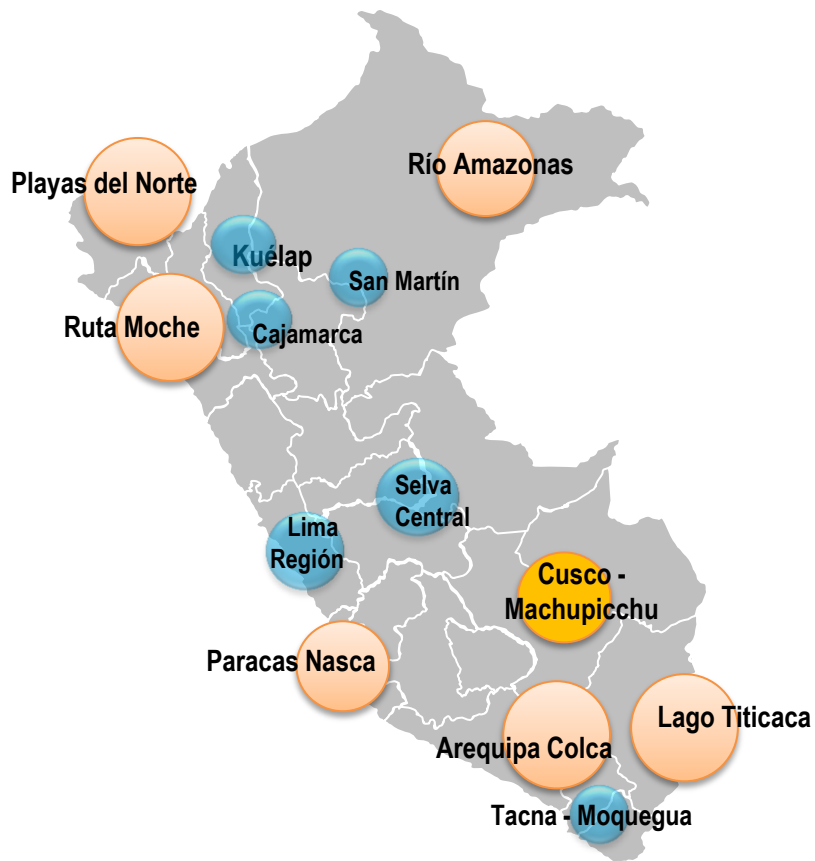 Río Amazonas
Playas del Norte
Kuélap
San Martín
Ruta Moche
Cajamarca
Selva
Central
Lima
Región
Cusco -
Machupicchu
Paracas Nasca
Lago Titicaca
Arequipa Colca
Tacna - Moquegua